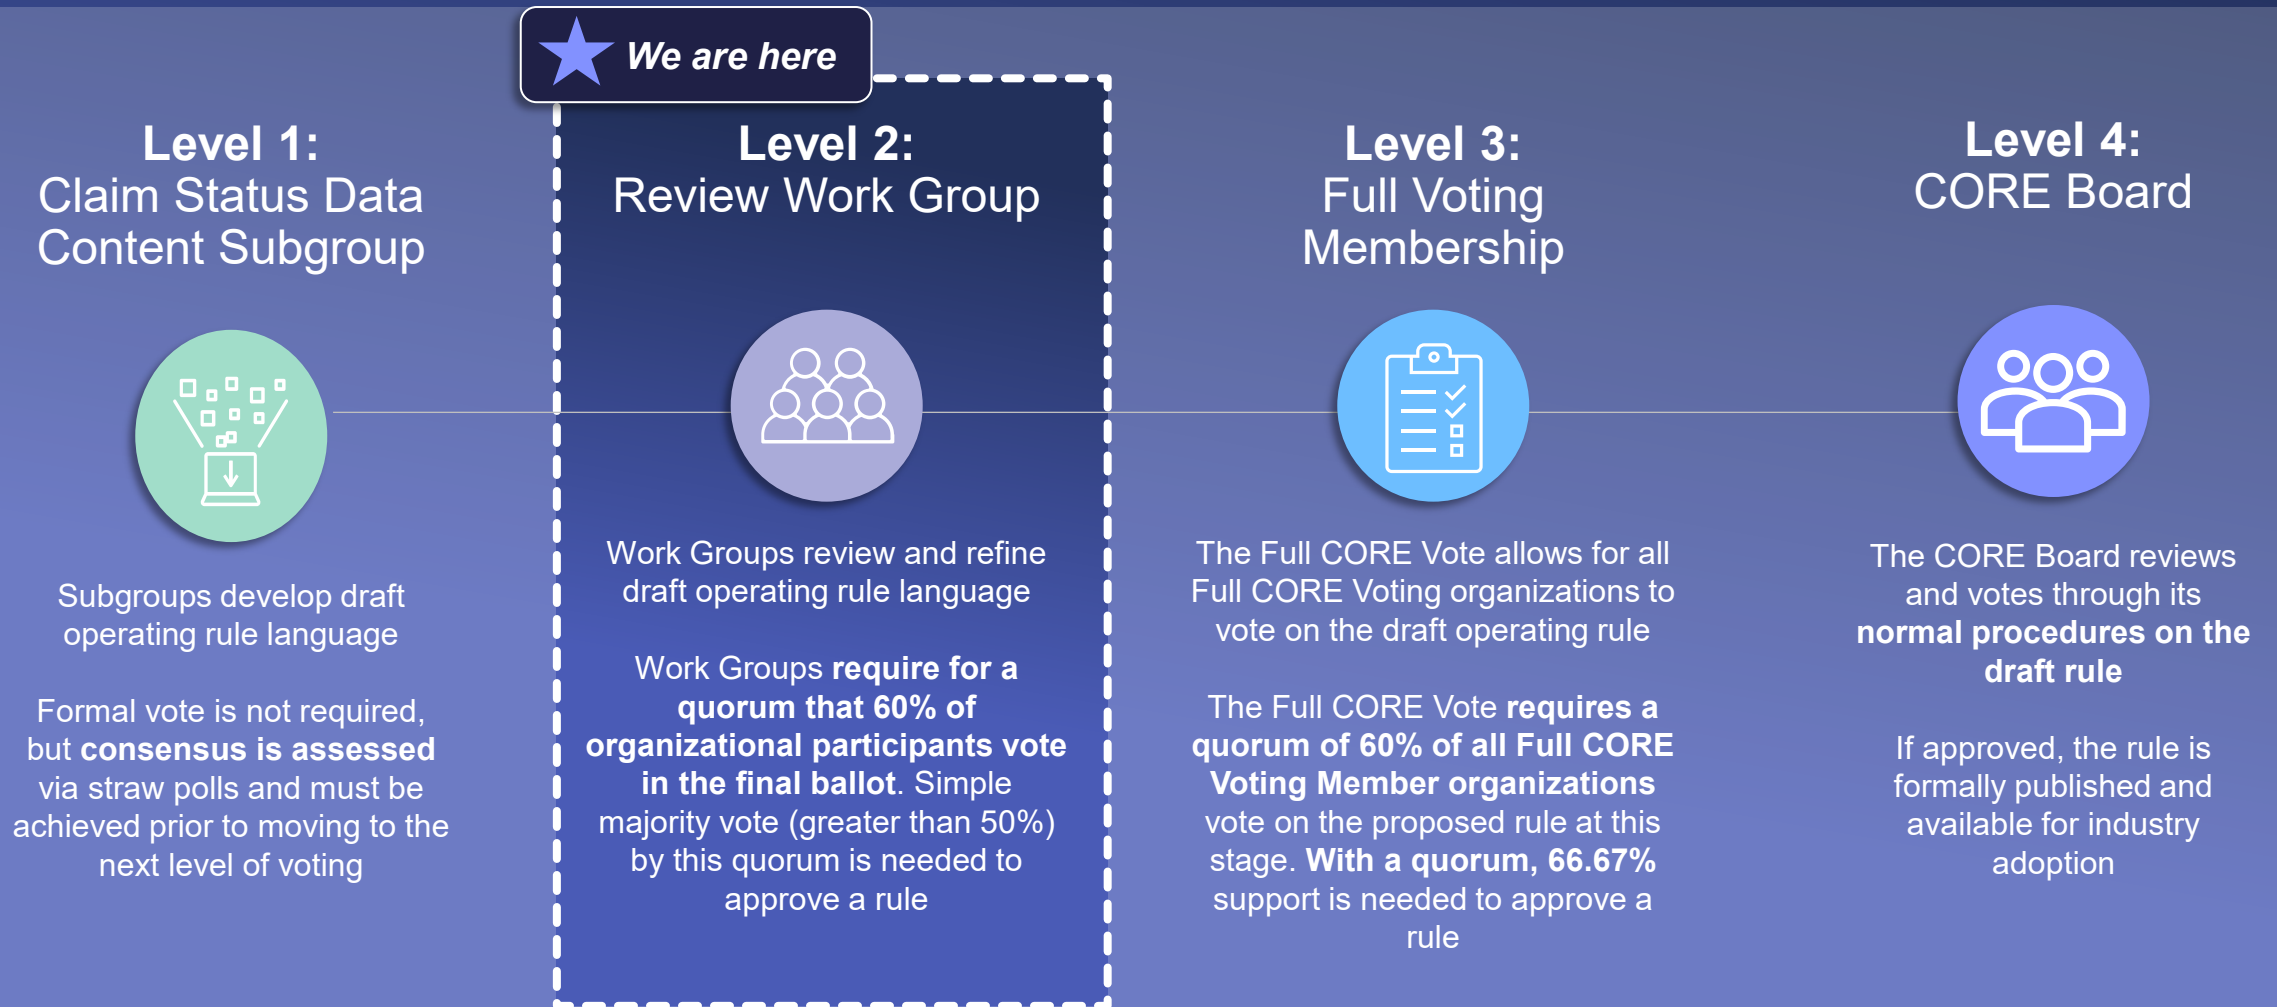 We are here
Level 1:
Claim Status Data
Content Subgroup
Subgroups develop draft
operating rule language
Formal vote is not required,
but consensus is assessed
via straw polls and must be
achieved prior to moving to the
next level of voting
Level 2:
Review Work Group
Work Groups review and refine
draft operating rule language
Work Groups require for a
quorum that 60% of
organizational participants vote
in the final ballot. Simple
majority vote (greater than 50%)
by this quorum is needed to
approve a rule
Level 3:
Full Voting
Membership
The Full CORE Vote allows for all
Full CORE Voting organizations to
vote on the draft operating rule
The Full CORE Vote requires a
quorum of 60% of all Full CORE
Voting Member organizations
vote on the proposed rule at this
stage. With a quorum, 66.67%
support is needed to approve a
rule
Level 4:
CORE Board
The CORE Board reviews
and votes through its
normal procedures on the
draft rule
If approved, the rule is
formally published and
available for industry
adoption